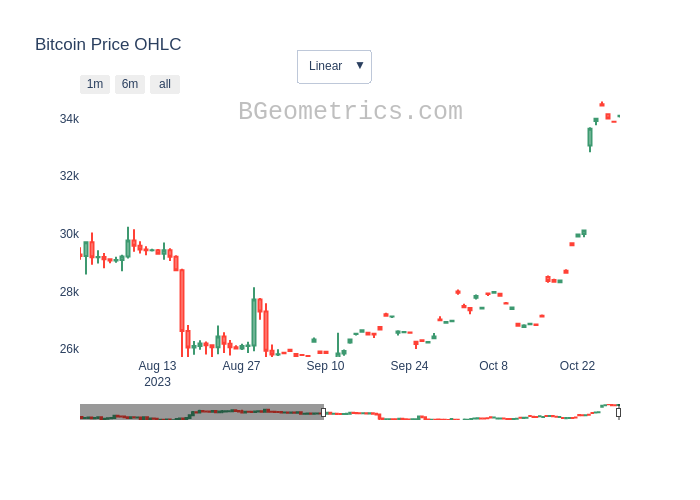 Bitcoin Price OHLC
Linear ▼
1m 6m all
BGeometrics.com
34k
32k
30k
28k
26k
Aug 13 Aug 27 Sep 10 Sep 24 Oct 8 Oct 22
2023